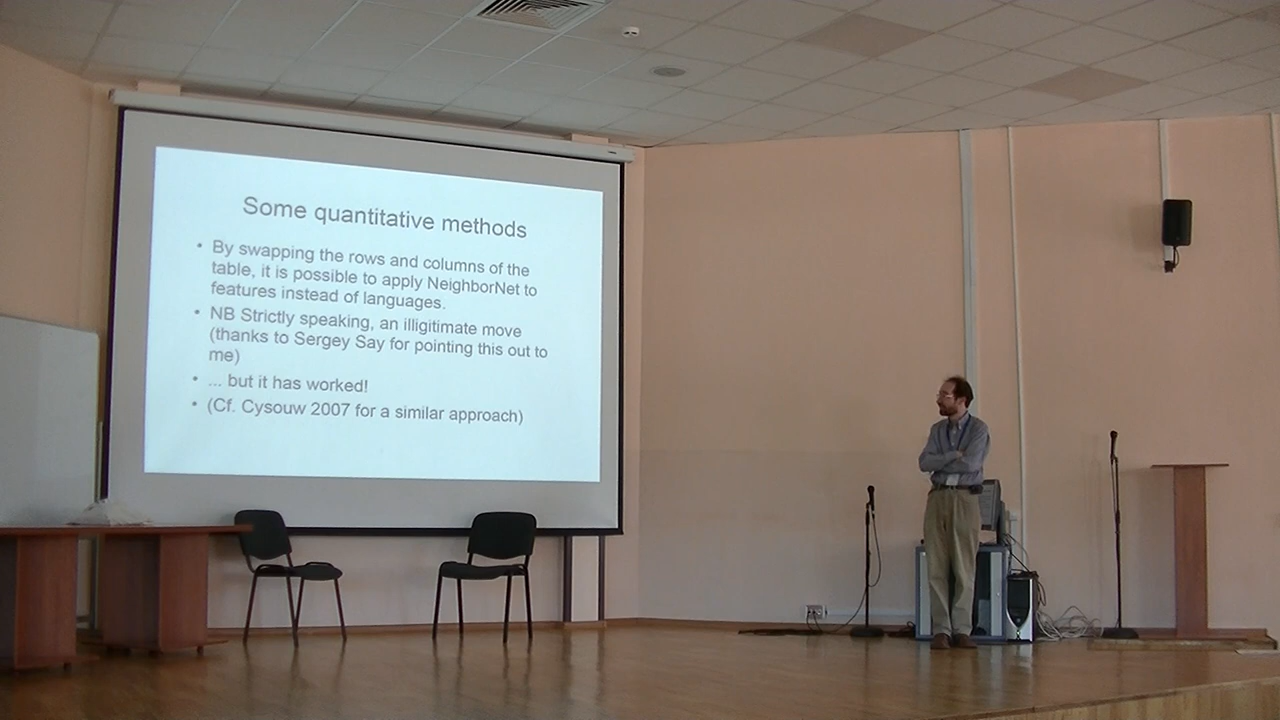 Some quantitative methods
• By swapping the rows and columns of the
table, it is possible to apply NeighborNet to
features instead of languages.
• NB Strictly speaking, an illigitimate move
(thanks to Sergey Say for pointing this out to
me)
• ... but it has worked!
• (Cf. Cysouw 2007 for a similar approach)